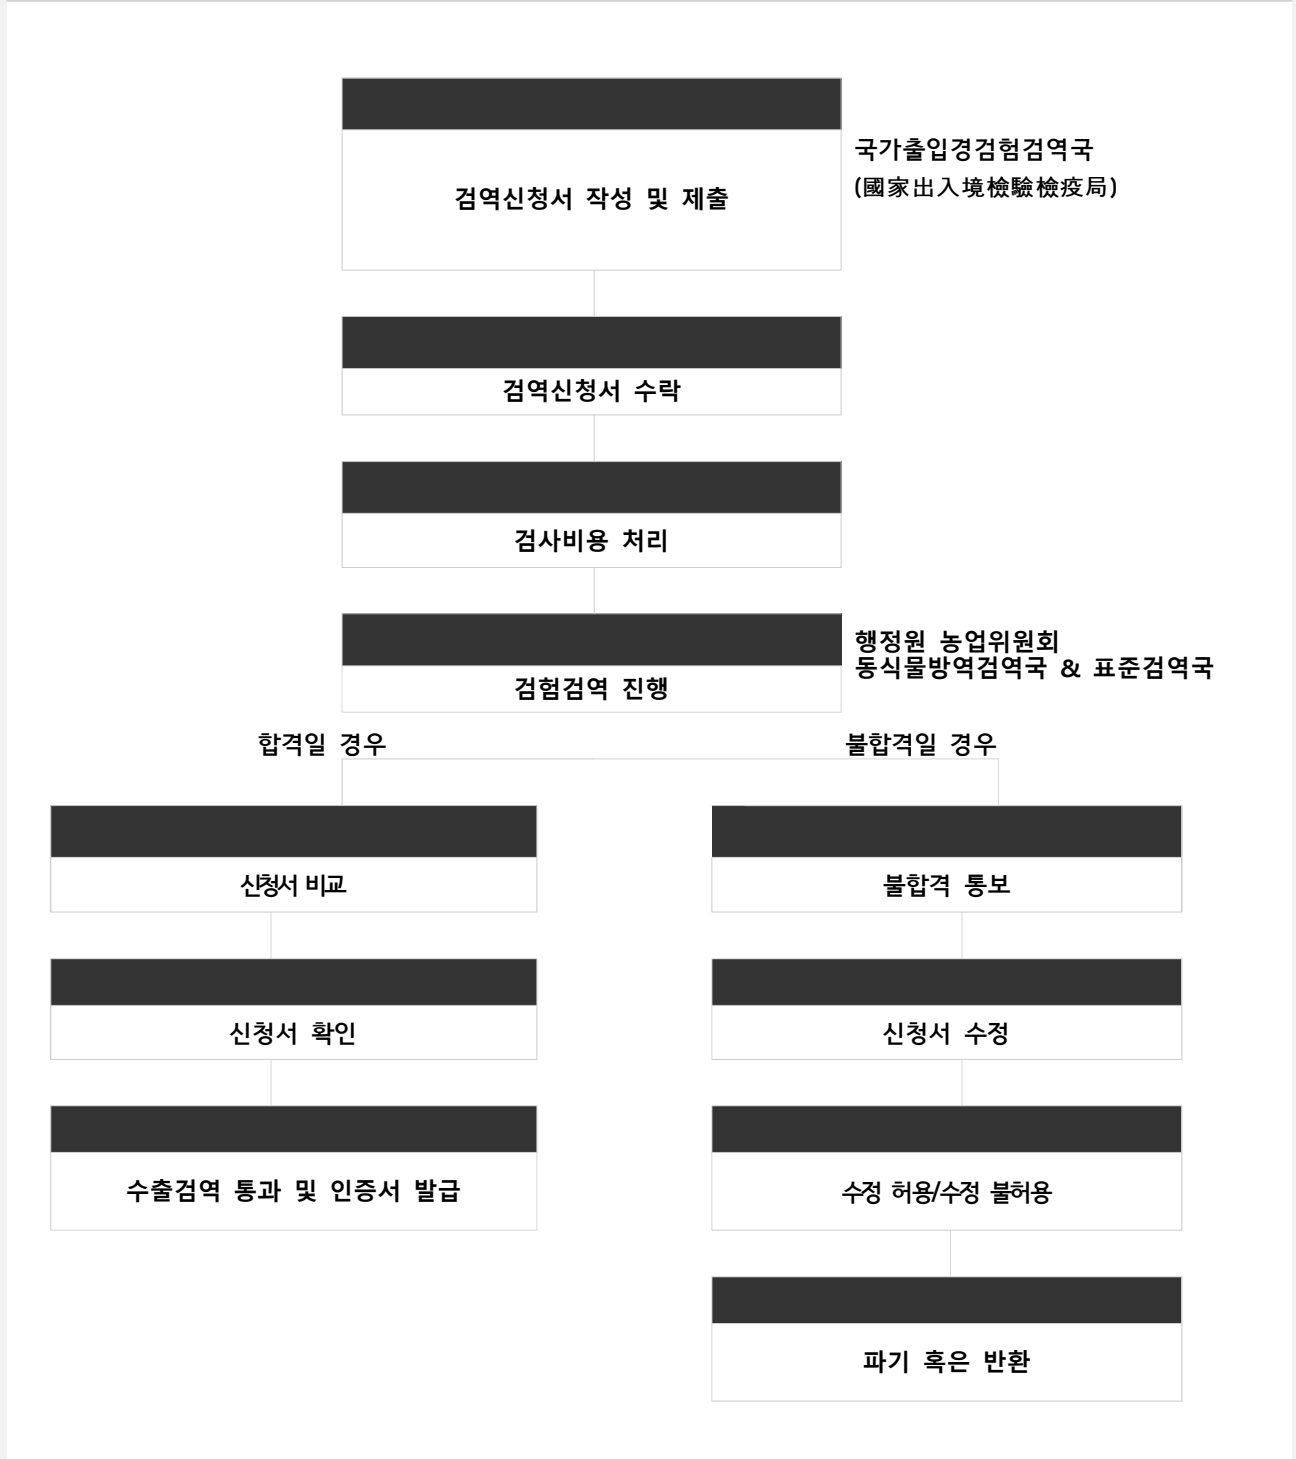 국가출입경검험검역국
(國家出入境檢驗檢疫局)
검역신청서 작성 및 제출
검역신청서 수락
검사비용 처리
행정원 농업위원회
동식물방역검역국 & 표준검역국
검험검역 진행
합격일 경우
불합격일 경우
신청서 비교
불합격 통보
신청서 확인
신청서 수정
수출검역 통과 및 인증서 발급
수정 허용/수정 불허용
파기 혹은 반환